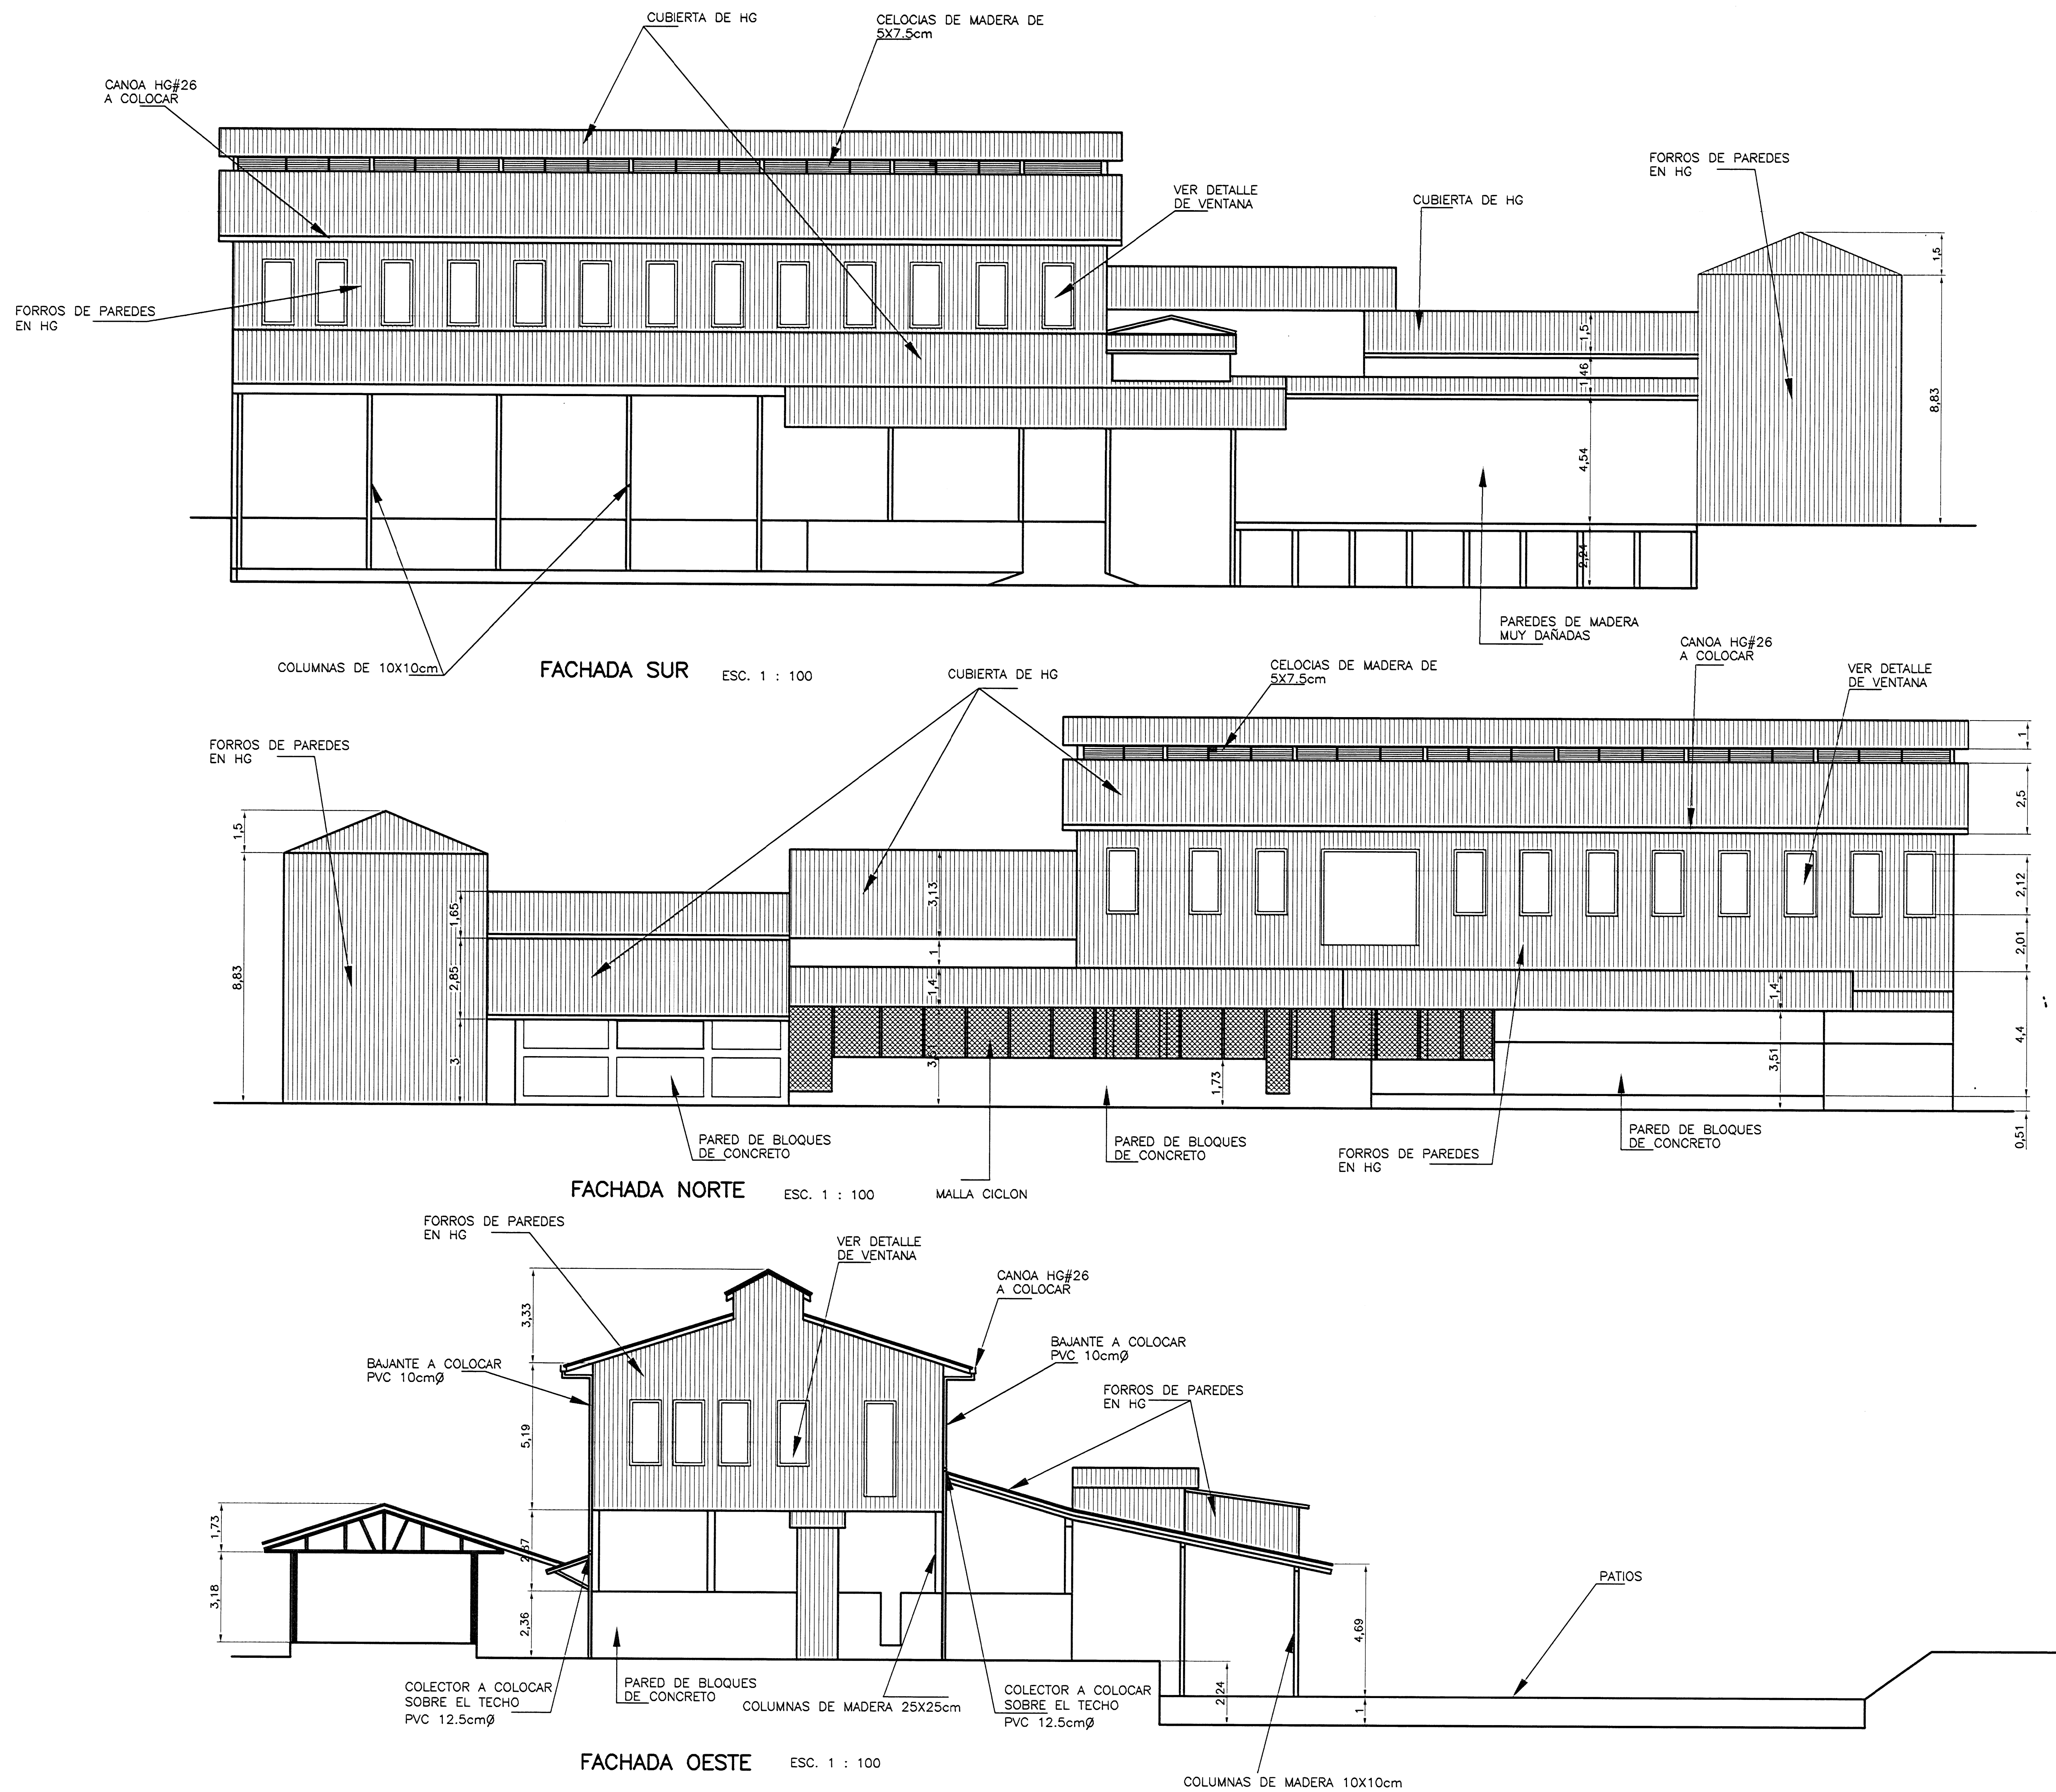 CUBIERTA DE HG
CELOCIAS DE MADERA DE
5X7.5cm
CANOA HG#26
A COLOCAR
FORROS DE PAREDES
EN HG
VER DETALLE
DE VENTANA
CUBIERTA DE HG
1,5
FORROS DE PAREDES
EN HG
1,5
1,46
8,83
4,54
2,24
PAREDES DE MADERA
MUY DAÑADAS
COLUMNAS DE 10X10cm
FACHADA SUR ESC. 1 : 100
CUBIERTA DE HG
CELOCIAS DE MADERA DE
5X7.5cm
CANOA HG#26
A COLOCAR
VER DETALLE
DE VENTANA
FORROS DE PAREDES
EN HG
1
2,5
1,5
2,12
3,13
1,65
2,01
8,83
2,85
1
1,4
1,4
4,4
3
1,73
3,51
0,51
PARED DE BLOQUES
DE CONCRETO
PARED DE BLOQUES
DE CONCRETO
FORROS DE PAREDES
EN HG
PARED DE BLOQUES
DE CONCRETO
FACHADA NORTE ESC. 1 : 100
MALLA CICLON
FORROS DE PAREDES
EN HG
VER DETALLE
DE VENTANA
CANOA HG#26
A COLOCAR
3,33
BAJANTE A COLOCAR
PVC 10cmØ
BAJANTE A COLOCAR
PVC 10cmØ
FORROS DE PAREDES
EN HG
5,19
1,73
3,18
2,87
2,36
4,69
PATIOS
2,24
1
COLECTOR A COLOCAR
SOBRE EL TECHO
PVC 12.5cmØ
PARED DE BLOQUES
DE CONCRETO
COLUMNAS DE MADERA 25X25cm
COLECTOR A COLOCAR
SOBRE EL TECHO
PVC 12.5cmØ
FACHADA OESTE ESC. 1 : 100
COLUMNAS DE MADERA 10X10cm